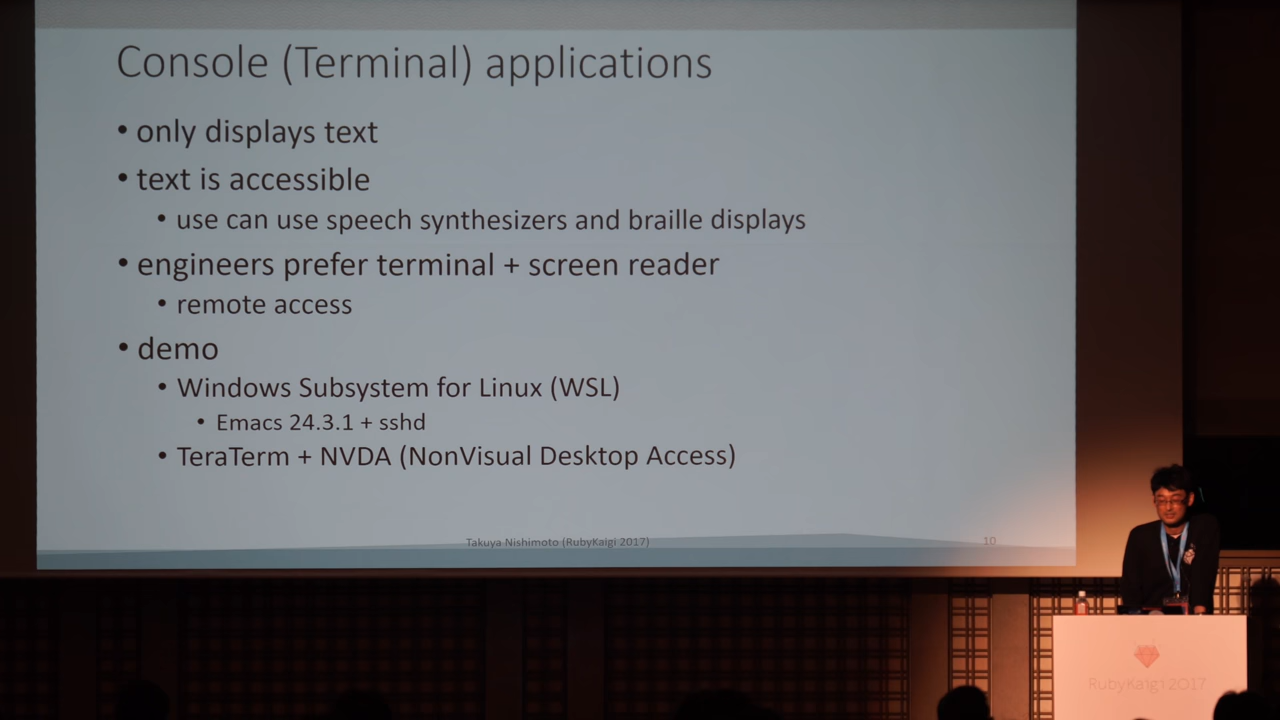 Console (Terminal) applications
• only displays text
• text is accessible
• use can use speech synthesizers and braille displays
• engineers prefer terminal + screen reader
• remote access
• demo
• Windows Subsystem for Linux (WSL)
• Emacs 24.3.1 + sshd
• TeraTerm + NVDA (NonVisual Desktop Access)
Takuya Nishimoto (RubyKaigi 2017)
10
RubyKaigi 2017